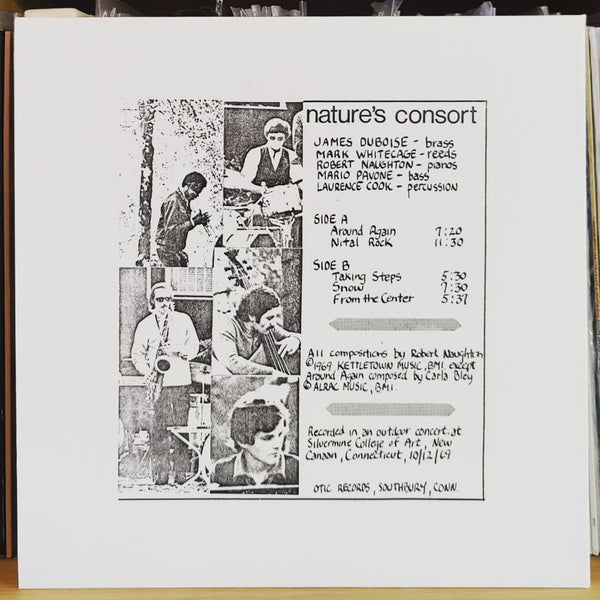 nature's consort
JAMES DUBOISE - brass
MARK WHITECAGE - reeds
ROBERT NAUGHTON - pianos
MARIO PAVONE - bass
LAURENCE COOK - percussion
SIDE A
Around Again 7:20
Nital Rock 11:30
SIDE B
Taking Steps 5:30
Snow 7:30
From the Center 5:37
All compositions by Robert Naughton
©1969 KETTLETOWN MUSIC, BMI. except
Around Again composed by Carla Bley
© ALRAC MUSIC, BMI.
Recorded in an outdoor concert at
Silvermine College of Art, New
Canaan, Connecticut, 10/12/69
OTIC RECORDS, SOUTHBURY, CONN.